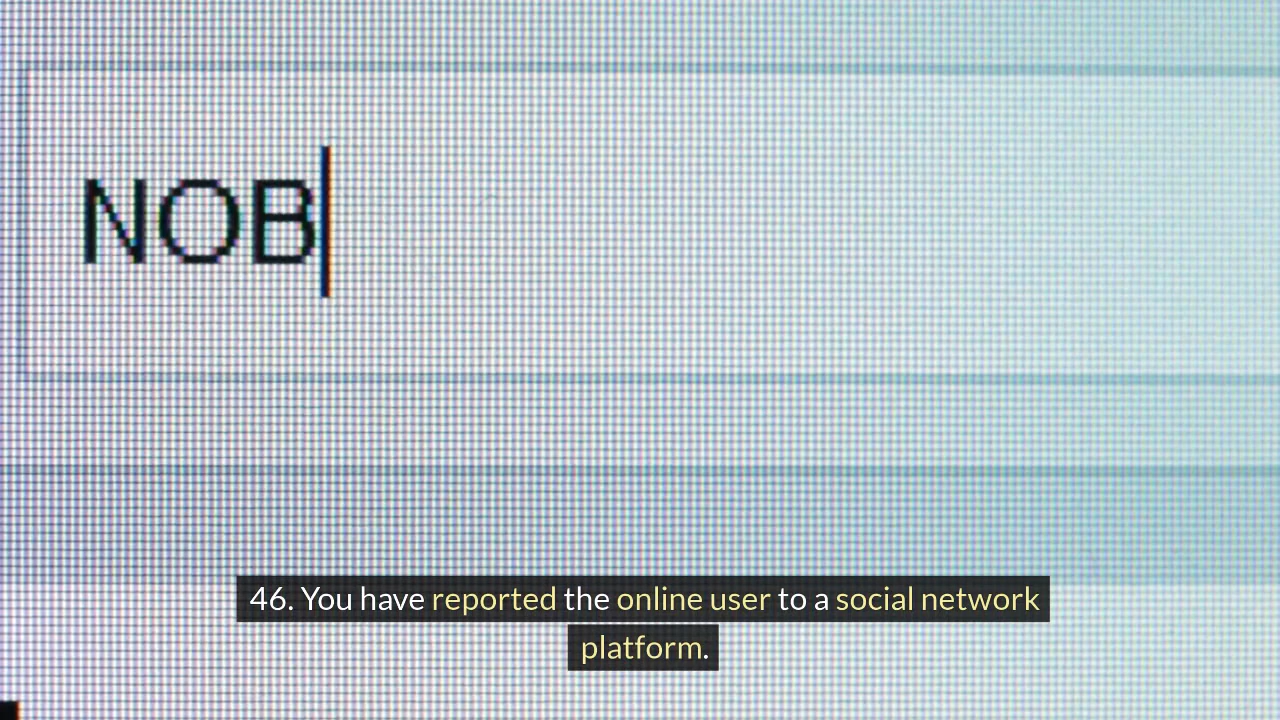 NOB
46. You have reported the online user to a social network
platform.